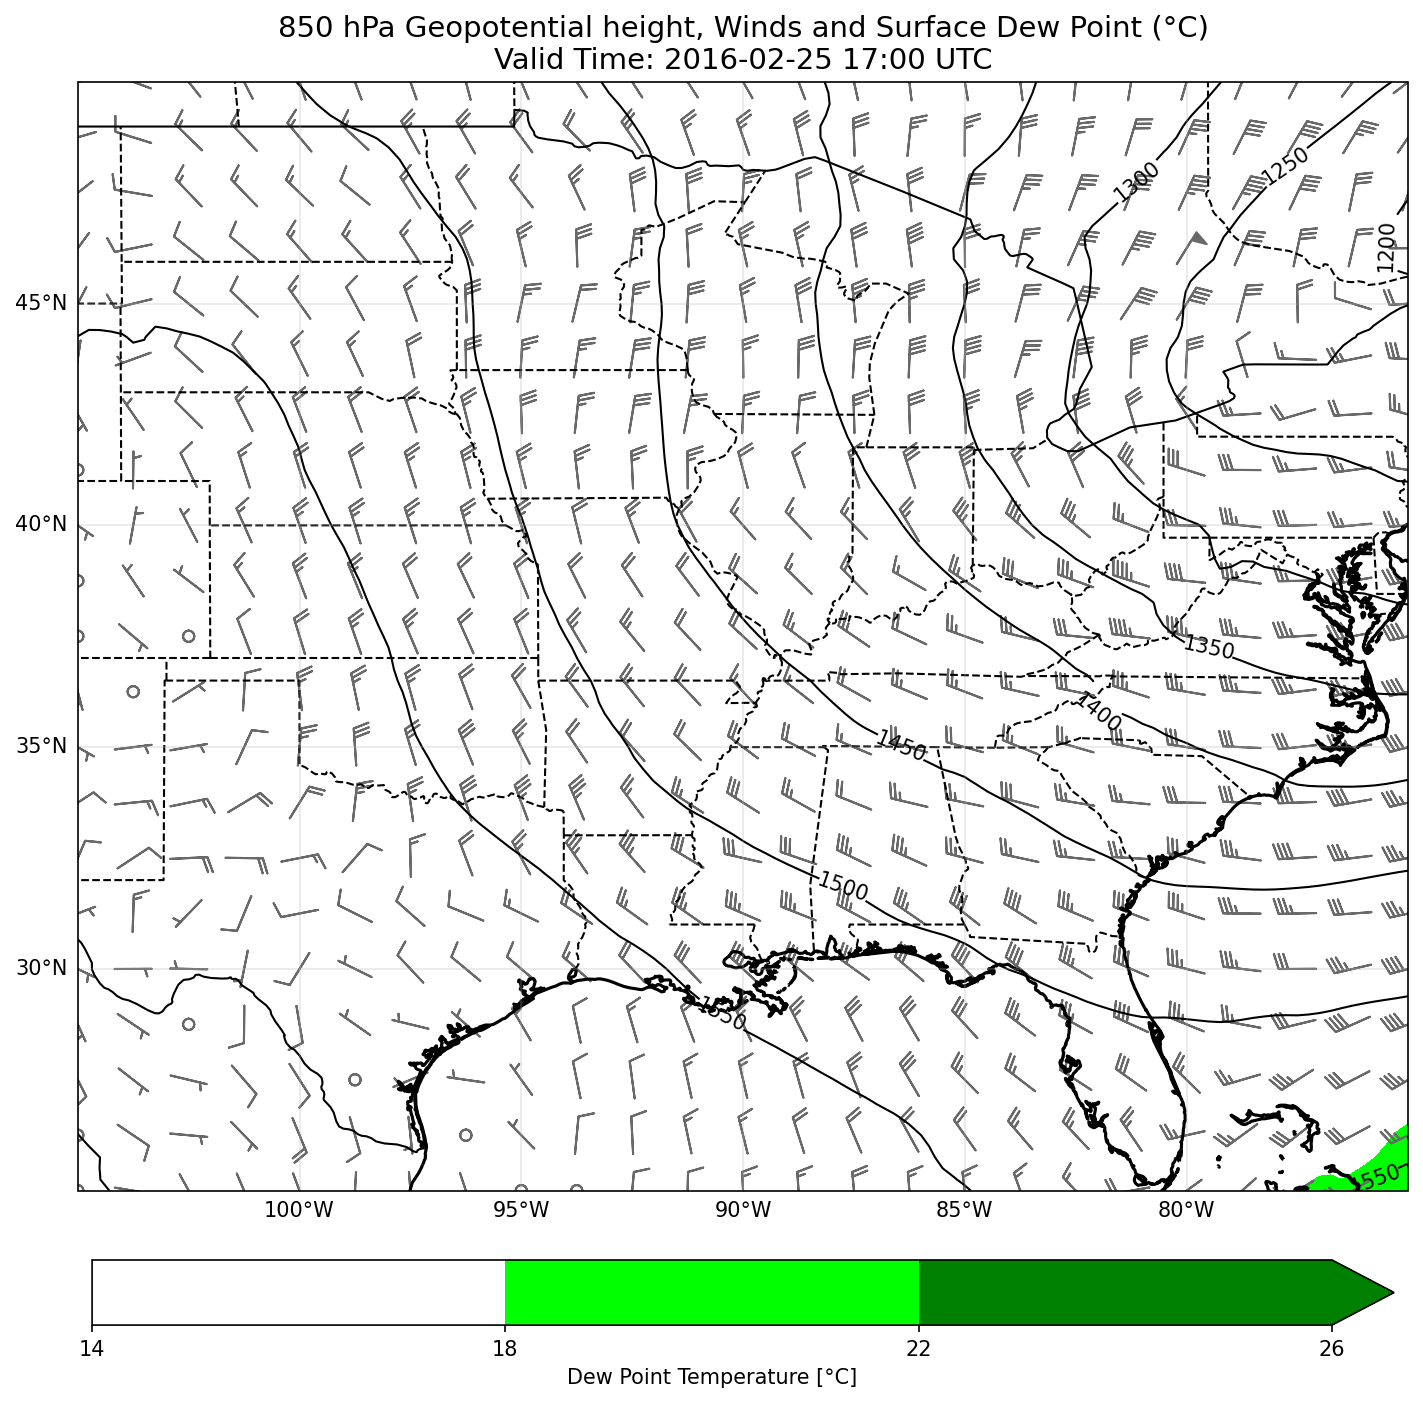 850 hPa Geopotential height, Winds and Surface Dew Point (°C)
Valid Time: 2016-02-25 17:00 UTC
1300
1250
1200
45°N
40°N
1350
1400
1450
35°N
1500
30°N
1550
1550
100°W 95°W 90°W 85°W 80°W
14 18 22 26
Dew Point Temperature [°C]